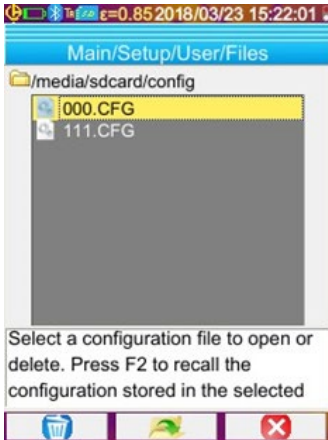 ε=0.85 2018/03/23 15:22:01
Main/Setup/User/Files
/media/sdcard/config
000.CFG
111.CFG
Select a configuration file to open or
delete. Press F2 to recall the
configuration stored in the selected